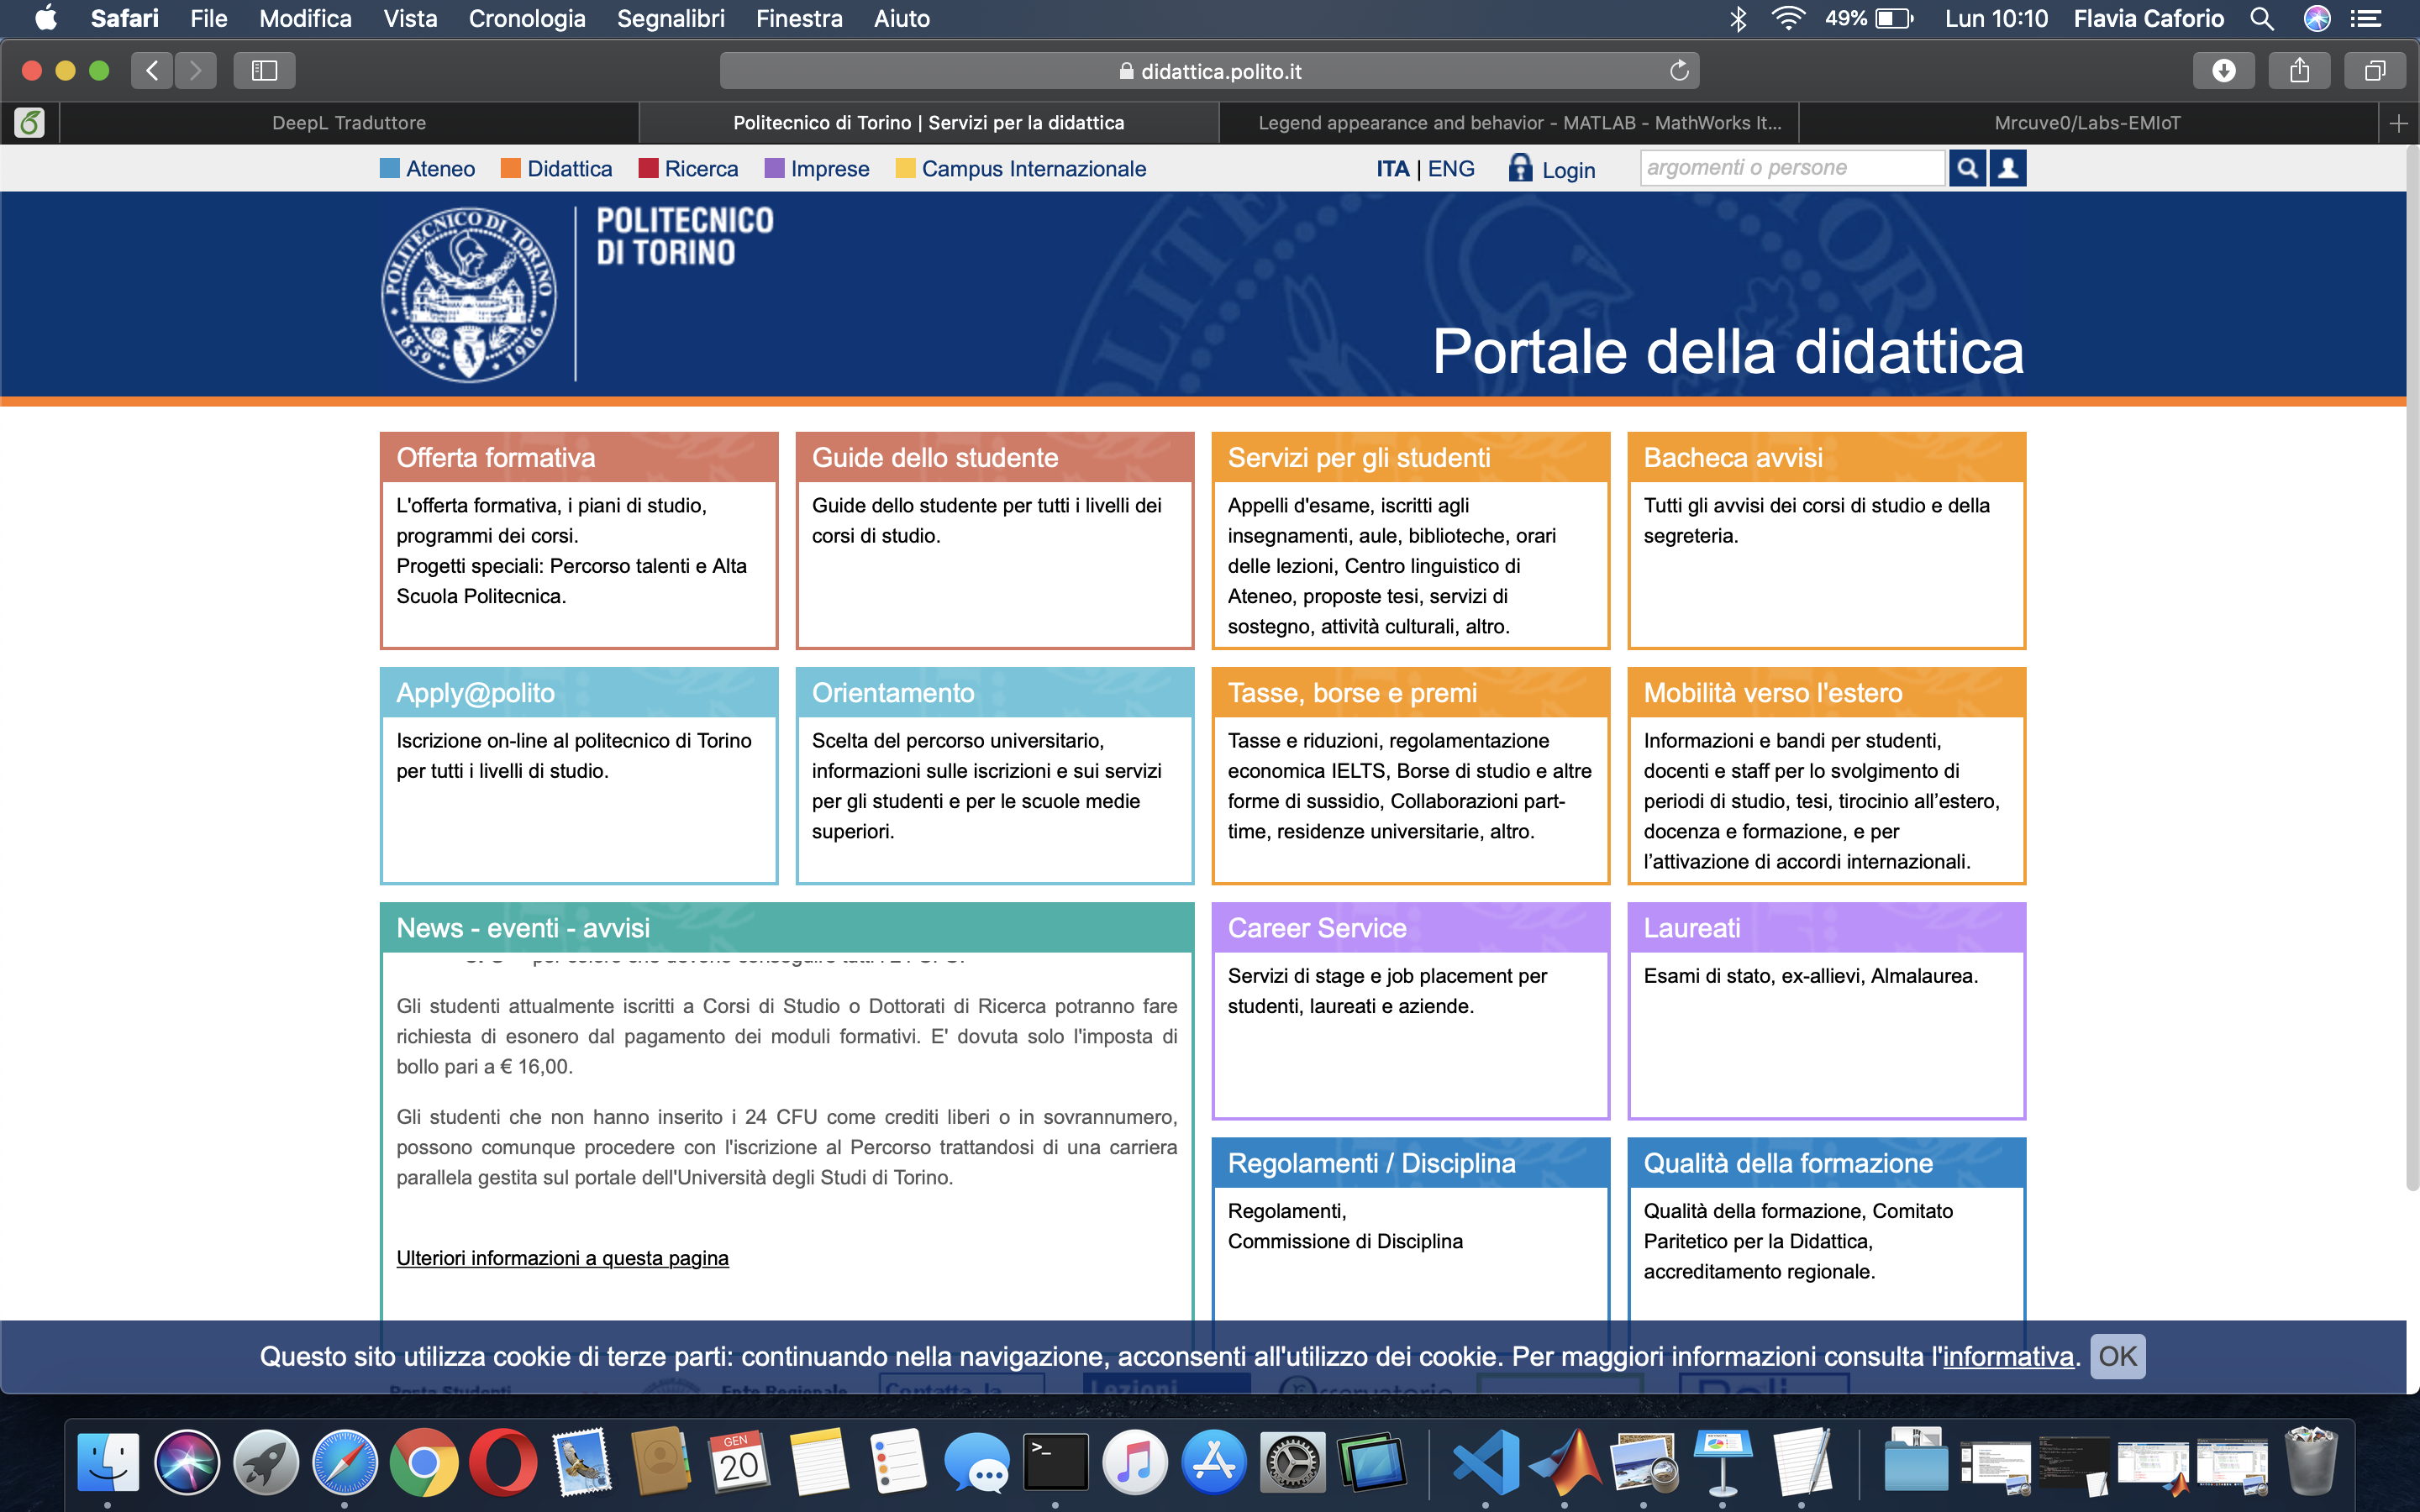 Safari File Modifica Vista Cronologia Segnalibri Finestra Aiuto 49% Lun 10:10 Flavia Caforio
didattica.polito.it
DeepL Traduttore Politecnico di Torino | Servizi per la didattica Legend appearance and behavior - MATLAB - MathWorks It... Mrcuve0/Labs-EMIoT
Ateneo Didattica Ricerca Imprese Campus Internazionale ITA | ENG Login argomenti o persone
POLITECNICO DI TORINO
1859 1906
POLITECNICO
DI TORINO
Portale della didattica
Offerta formativa
L'offerta formativa, i piani di studio,
programmi dei corsi.
Progetti speciali: Percorso talenti e Alta
Scuola Politecnica.
Guide dello studente
Guide dello studente per tutti i livelli dei
corsi di studio.
Servizi per gli studenti
Appelli d'esame, iscritti agli
insegnamenti, aule, biblioteche, orari
delle lezioni, Centro linguistico di
Ateneo, proposte tesi, servizi di
sostegno, attività culturali, altro.
Bacheca avvisi
Tutti gli avvisi dei corsi di studio e della
segreteria.
Apply@polito
Iscrizione on-line al politecnico di Torino
per tutti i livelli di studio.
Orientamento
Scelta del percorso universitario,
informazioni sulle iscrizioni e sui servizi
per gli studenti e per le scuole medie
superiori.
Tasse, borse e premi
Tasse e riduzioni, regolamentazione
economica IELTS, Borse di studio e altre
forme di sussidio, Collaborazioni part-
time, residenze universitarie, altro.
Mobilità verso l'estero
Informazioni e bandi per studenti,
docenti e staff per lo svolgimento di
periodi di studio, tesi, tirocinio all’estero,
docenza e formazione, e per
l’attivazione di accordi internazionali.
News - eventi - avvisi
Gli studenti attualmente iscritti a Corsi di Studio o Dottorati di Ricerca potranno fare
richiesta di esonero dal pagamento dei moduli formativi. E' dovuta solo l'imposta di
bollo pari a € 16,00.
Gli studenti che non hanno inserito i 24 CFU come crediti liberi o in sovrannumero,
possono comunque procedere con l'iscrizione al Percorso trattandosi di una carriera
parallela gestita sul portale dell'Università degli Studi di Torino.
Ulteriori informazioni a questa pagina
Career Service
Servizi di stage e job placement per
studenti, laureati e aziende.
Laureati
Esami di stato, ex-allievi, Almalaurea.
Regolamenti / Disciplina
Regolamenti,
Commissione di Disciplina
Qualità della formazione
Qualità della formazione, Comitato
Paritetico per la Didattica,
accreditamento regionale.
Questo sito utilizza cookie di terze parti: continuando nella navigazione, acconsenti all'utilizzo dei cookie. Per maggiori informazioni consulta l'informativa. OK
GEN
20